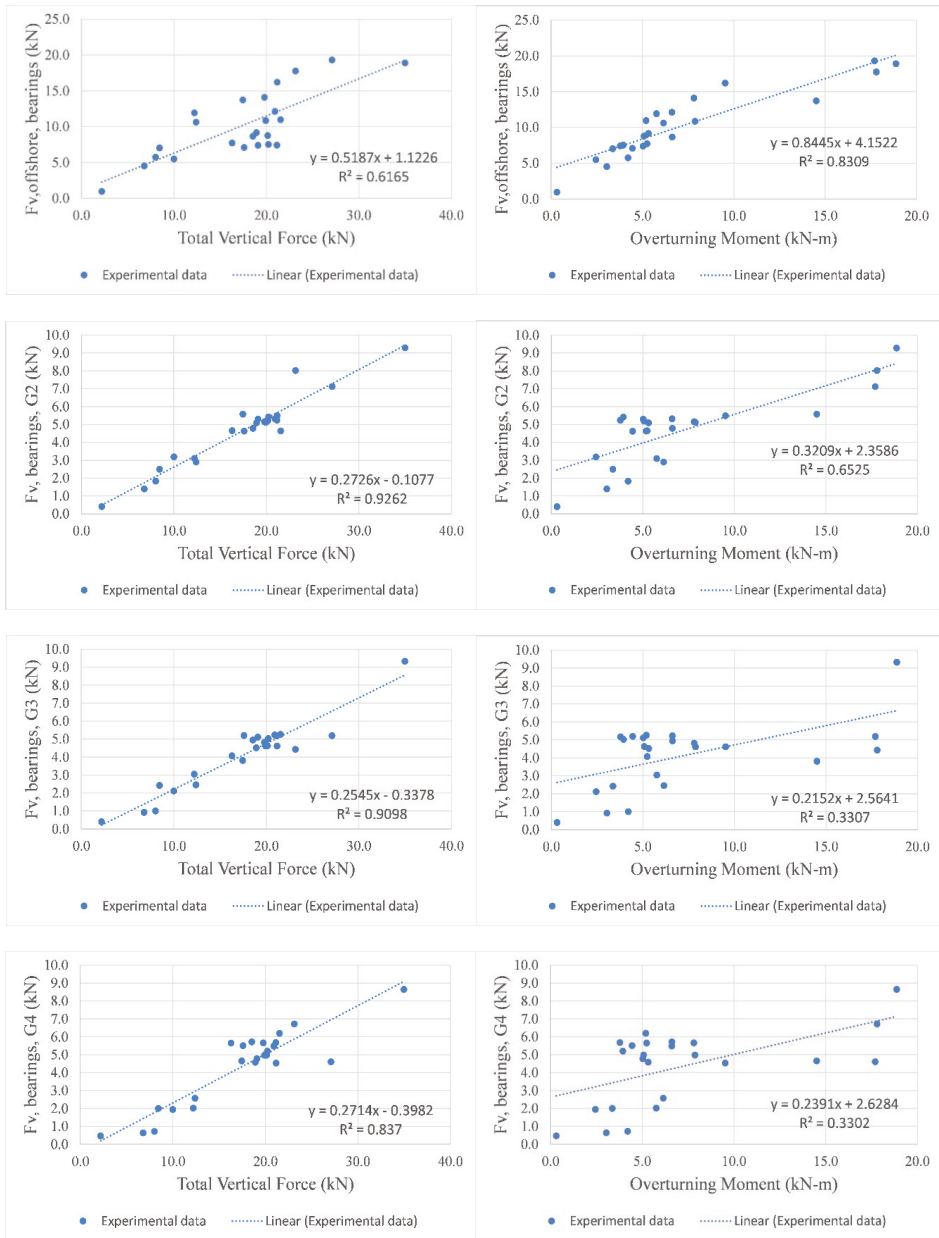 25.0
20.0
15.0
10.0
5.0
0.0
Fv,offshore, bearings (kN)
y = 0.5187x + 1.1226
R² = 0.6165
0.0 10.0 20.0 30.0 40.0
Total Vertical Force (kN)
Experimental data Linear (Experimental data)
25.0
20.0
15.0
10.0
5.0
0.0
Fv,offshore, bearings (kN)
y = 0.8445x + 4.1522
R² = 0.8309
0.0 5.0 10.0 15.0 20.0
Overturning Moment (kN-m)
Experimental data Linear (Experimental data)
10.0
9.0
8.0
7.0
6.0
5.0
4.0
3.0
2.0
1.0
0.0
Fv, bearings, G2 (kN)
y = 0.2726x - 0.1077
R² = 0.9262
0.0 10.0 20.0 30.0 40.0
Total Vertical Force (kN)
Experimental data Linear (Experimental data)
10.0
9.0
8.0
7.0
6.0
5.0
4.0
3.0
2.0
1.0
0.0
Fv, bearings, G2 (kN)
y = 0.3209x + 2.3586
R² = 0.6525
0.0 5.0 10.0 15.0 20.0
Overturning Moment (kN-m)
Experimental data Linear (Experimental data)
10.0
9.0
8.0
7.0
6.0
5.0
4.0
3.0
2.0
1.0
0.0
Fv, bearings, G3 (kN)
y = 0.2545x - 0.3378
R² = 0.9098
0.0 10.0 20.0 30.0 40.0
Total Vertical Force (kN)
Experimental data Linear (Experimental data)
10.0
9.0
8.0
7.0
6.0
5.0
4.0
3.0
2.0
1.0
0.0
Fv, bearings, G3 (kN)
y = 0.2152x + 2.5641
R² = 0.3307
0.0 5.0 10.0 15.0 20.0
Overturning Moment (kN-m)
Experimental data Linear (Experimental data)
10.0
9.0
8.0
7.0
6.0
5.0
4.0
3.0
2.0
1.0
0.0
Fv, bearings, G4 (kN)
y = 0.2714x - 0.3982
R² = 0.837
0.0 10.0 20.0 30.0 40.0
Total Vertical Force (kN)
Experimental data Linear (Experimental data)
10.0
9.0
8.0
7.0
6.0
5.0
4.0
3.0
2.0
1.0
0.0
Fv, bearings, G4 (kN)
y = 0.2391x + 2.6284
R² = 0.3302
0.0 5.0 10.0 15.0 20.0
Overturning Moment (kN-m)
Experimental data Linear (Experimental data)